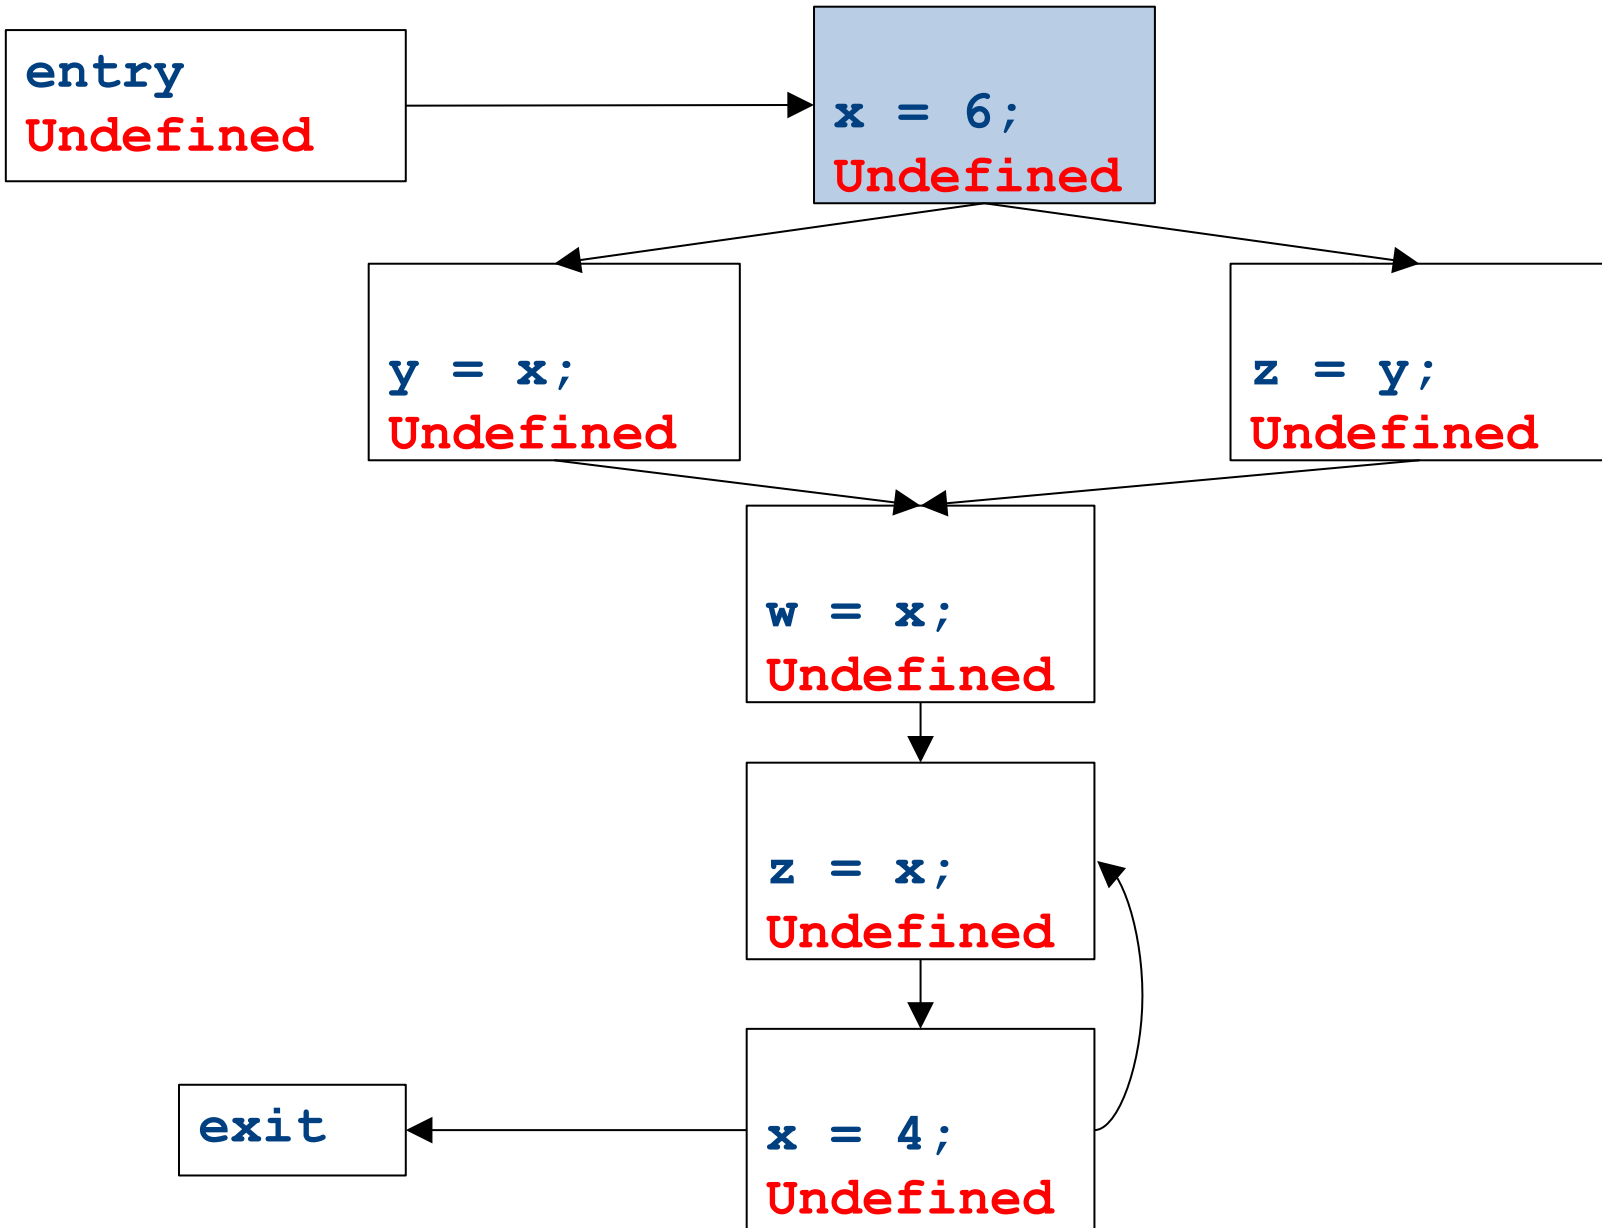 entry
Undefined
x = 6;
Undefined
y = x;
Undefined
z = y;
Undefined
w = x;
Undefined
z = x;
Undefined
exit
x = 4;
Undefined